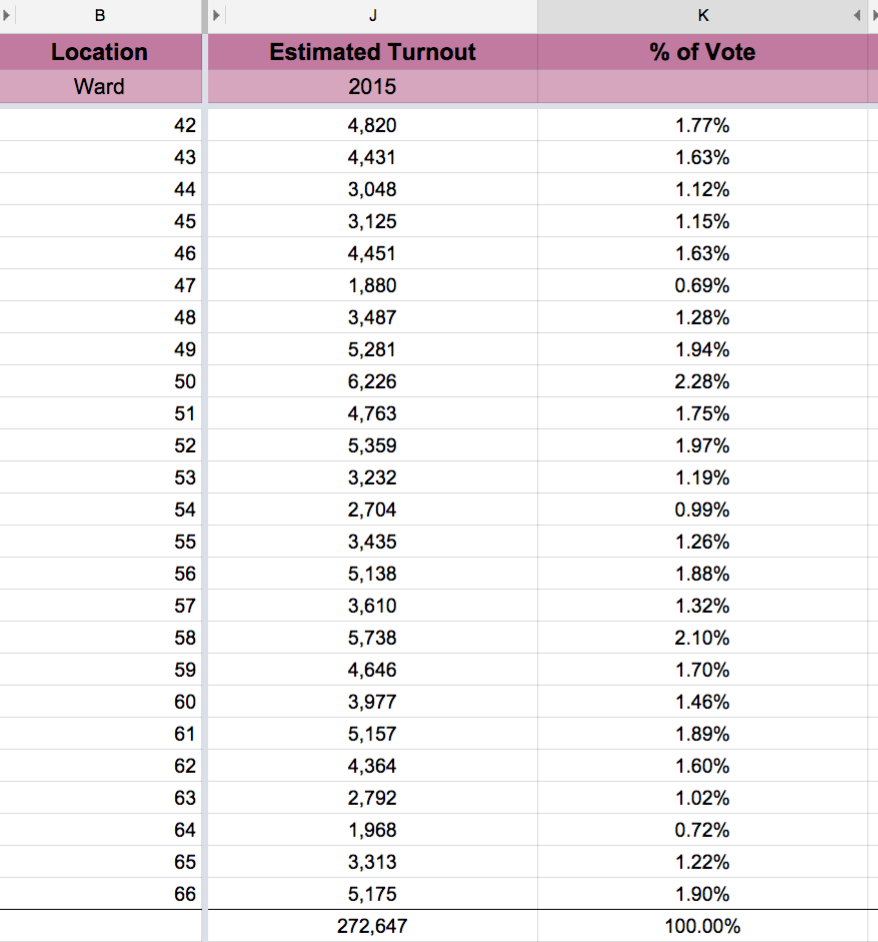 B J K
Location Estimated Turnout % of Vote
Ward 2015
42 4,820 1.77%
43 4,431 1.63%
44 3,048 1.12%
45 3,125 1.15%
46 4,451 1.63%
47 1,880 0.69%
48 3,487 1.28%
49 5,281 1.94%
50 6,226 2.28%
51 4,763 1.75%
52 5,359 1.97%
53 3,232 1.19%
54 2,704 0.99%
55 3,435 1.26%
56 5,138 1.88%
57 3,610 1.32%
58 5,738 2.10%
59 4,646 1.70%
60 3,977 1.46%
61 5,157 1.89%
62 4,364 1.60%
63 2,792 1.02%
64 1,968 0.72%
65 3,313 1.22%
66 5,175 1.90%
272,647 100.00%